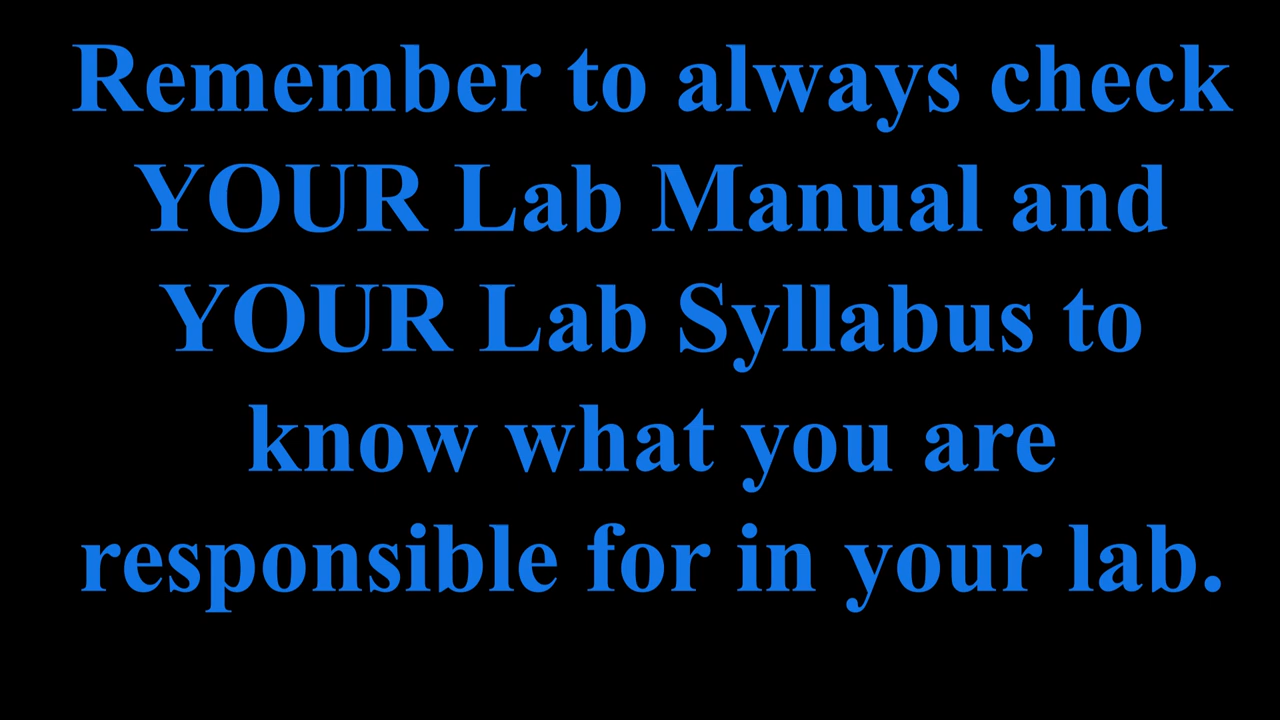 Remember to always check
YOUR Lab Manual and
YOUR Lab Syllabus to
know what you are
responsible for in your lab.